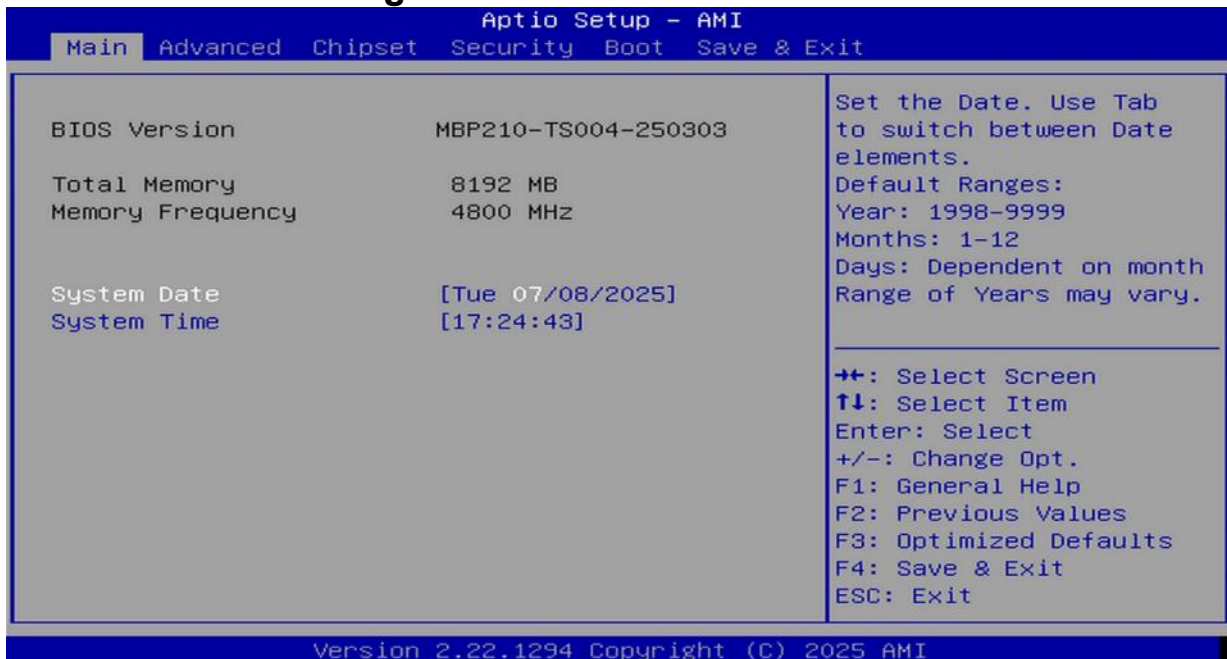 Aptio Setup – AMI
Main Advanced Chipset Security Boot Save & Exit
BIOS Version MBP210-TS004-250303
Total Memory 8192 MB
Memory Frequency 4800 MHz
System Date [Tue 07/08/2025]
System Time [17:24:43]
Set the Date. Use Tab
to switch between Date
elements.
Default Ranges:
Year: 1998-9999
Months: 1-12
Days: Dependent on month
Range of Years may vary.
→←: Select Screen
↑↓: Select Item
Enter: Select
+/-: Change Opt.
F1: General Help
F2: Previous Values
F3: Optimized Defaults
F4: Save & Exit
ESC: Exit
Version 2.22.1294 Copyright (C) 2025 AMI